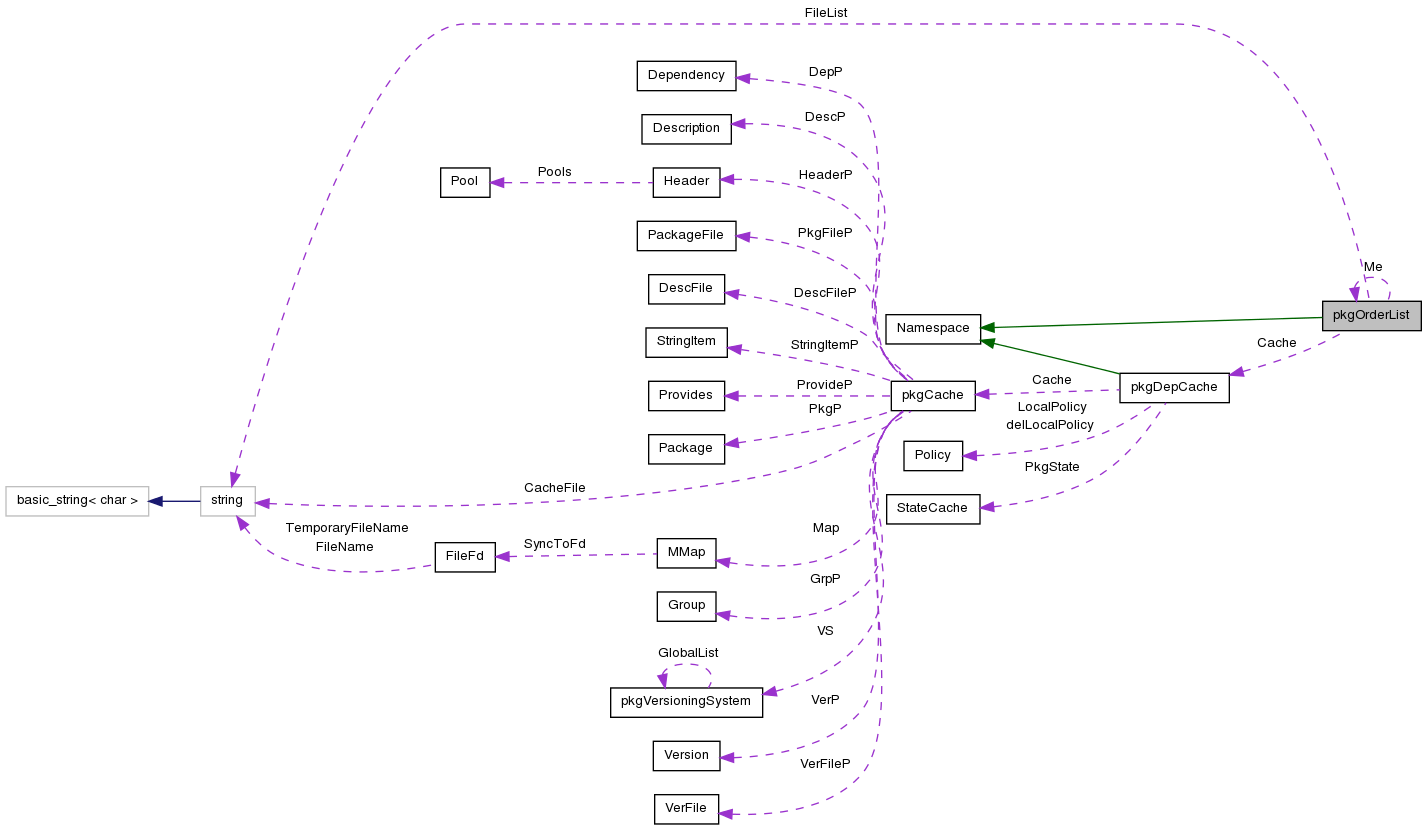 FileList
Dependency
DepP
Description
DescP
Pool
Pools
Header
HeaderP
PackageFile
PkgFileP
Me
DescFile
DescFileP
pkgOrderList
Namespace
StringItem
StringItemP
Cache
Provides
ProvideP
pkgCache
Cache
pkgDepCache
PkgP
LocalPolicy
delLocalPolicy
Package
Policy
PkgState
CacheFile
basic_string< char >
string
StateCache
TemporaryFileName
FileName
FileFd
SyncToFd
MMap
Map
GrpP
Group
VS
GlobalList
pkgVersioningSystem
VerP
Version
VerFileP
VerFile